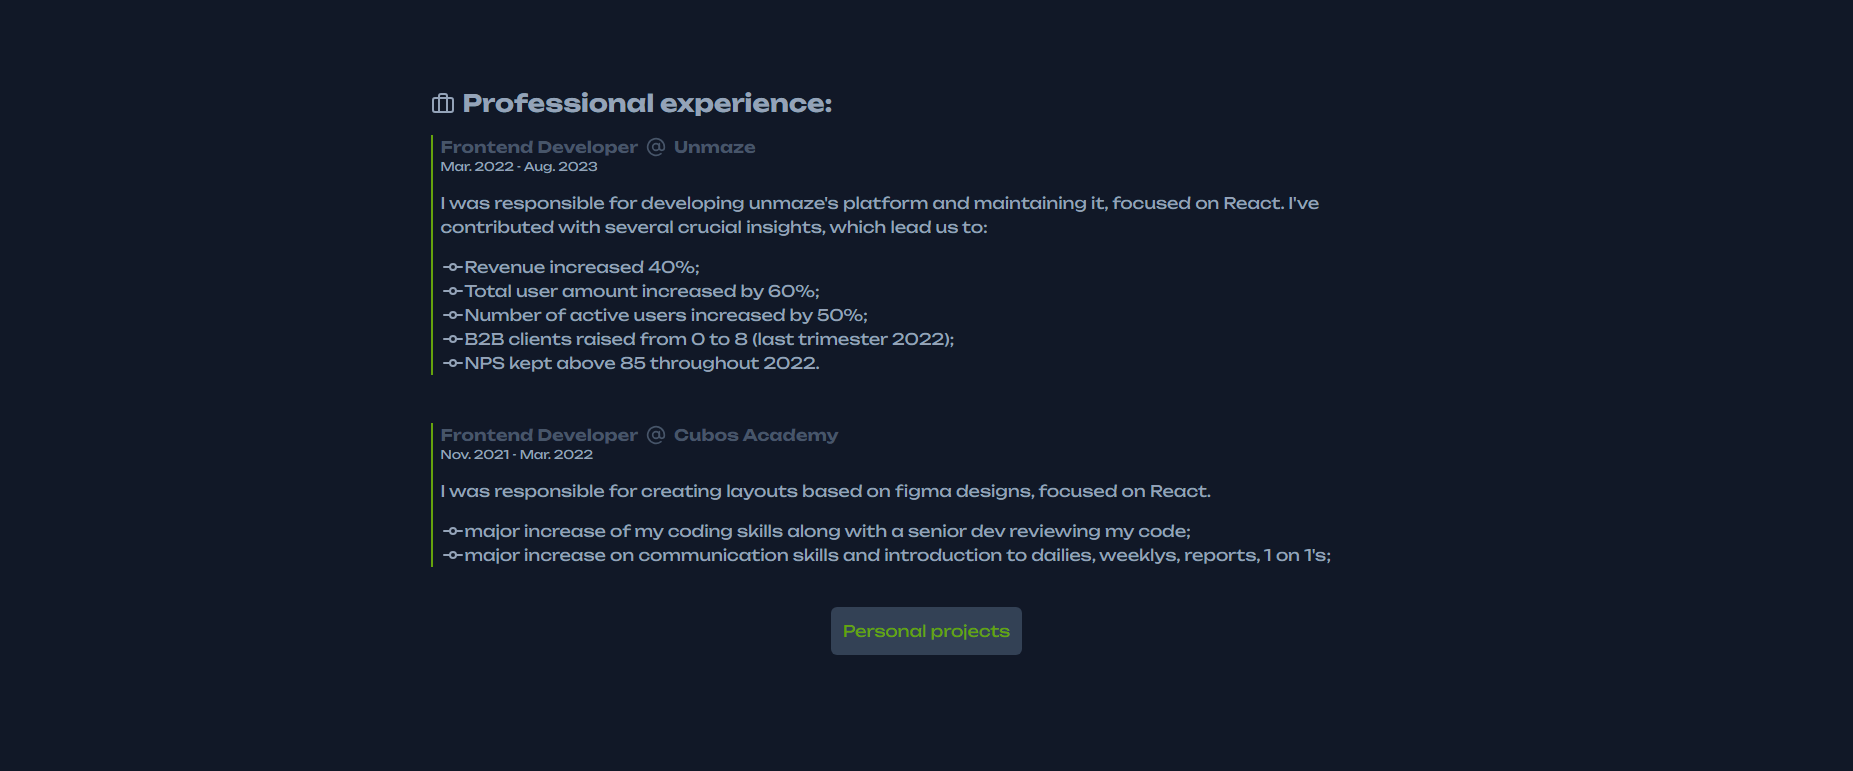 Professional experience:
Frontend Developer @ Unmaze
Mar. 2022 - Aug. 2023
I was responsible for developing unmaze's platform and maintaining it, focused on React. I've
contributed with several crucial insights, which lead us to:
Revenue increased 40%;
Total user amount increased by 60%;
Number of active users increased by 50%;
B2B clients raised from 0 to 8 (last trimester 2022);
NPS kept above 85 throughout 2022.
Frontend Developer @ Cubos Academy
Nov. 2021 - Mar. 2022
I was responsible for creating layouts based on figma designs, focused on React.
major increase of my coding skills along with a senior dev reviewing my code;
major increase on communication skills and introduction to dailies, weeklys, reports, 1 on 1's;
Personal projects